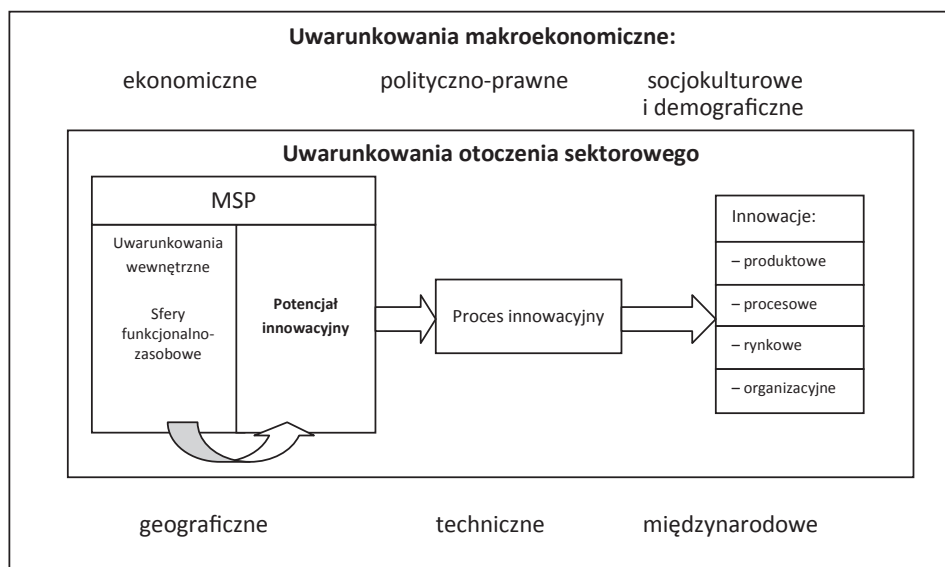 Uwarunkowania makroekonomiczne:
ekonomiczne
polityczno-prawne
socjokulturowe
i demograficzne
Uwarunkowania otoczenia sektorowego
MSP
Uwarunkowania
wewnętrzne
Sfery
funkcjonalno-
zasobowe
Potencjał
innowacyjny
Proces innowacyjny
Innowacje:
– produktowe
– procesowe
– rynkowe
– organizacyjne
geograficzne
techniczne
międzynarodowe